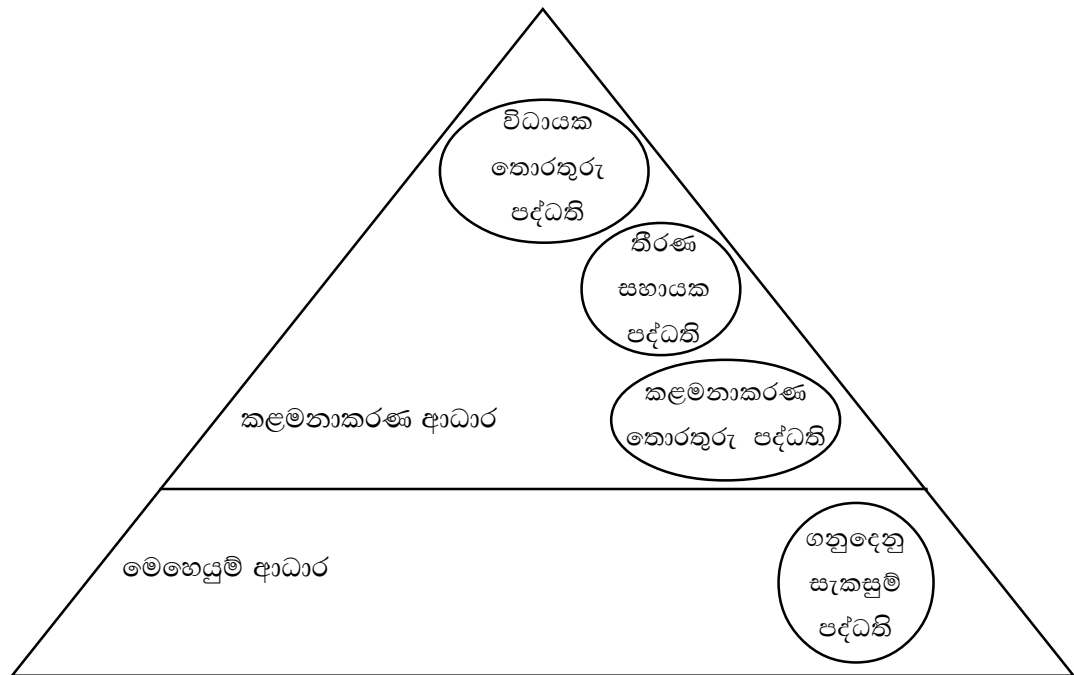 විධායක
තොරතුරු
පද්ධති
තීරණ
සහායක
පද්ධති
කළමනාකරණ
තොරතුරු පද්ධති
කළමනාකරණ ආධාර
ගනුදෙනු
සැකසුම්
පද්ධති
මෙහෙයුම් ආධාර